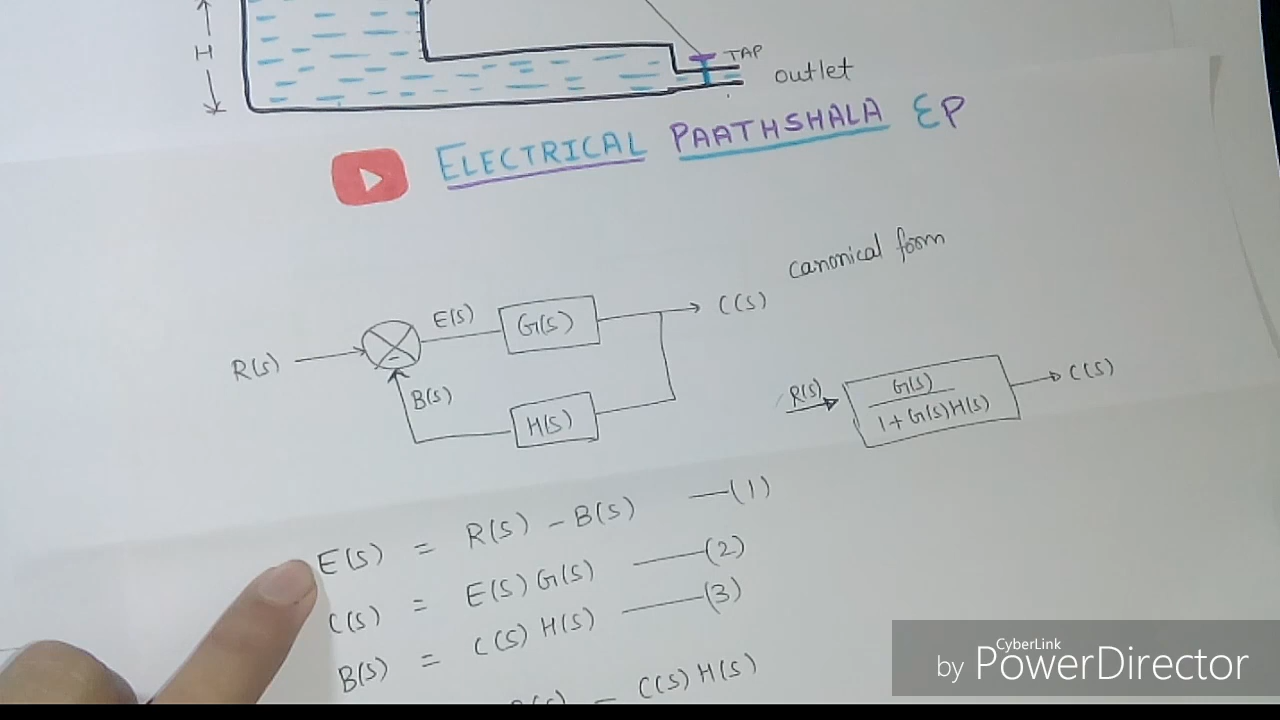 H
TAP
outlet
ELECTRICAL PAATHSHALA EP
canonical form
R(s)
E(s)
G(s)
C(s)
B(s)
H(s)
R(s)
G(s)
1+G(s)H(s)
C(s)
E(s) = R(s) - B(s) —(1)
C(s) = E(s) G(s) —(2)
B(s) = C(s) H(s) —(3)
- C(s) H(s)
CyberLink
by PowerDirector